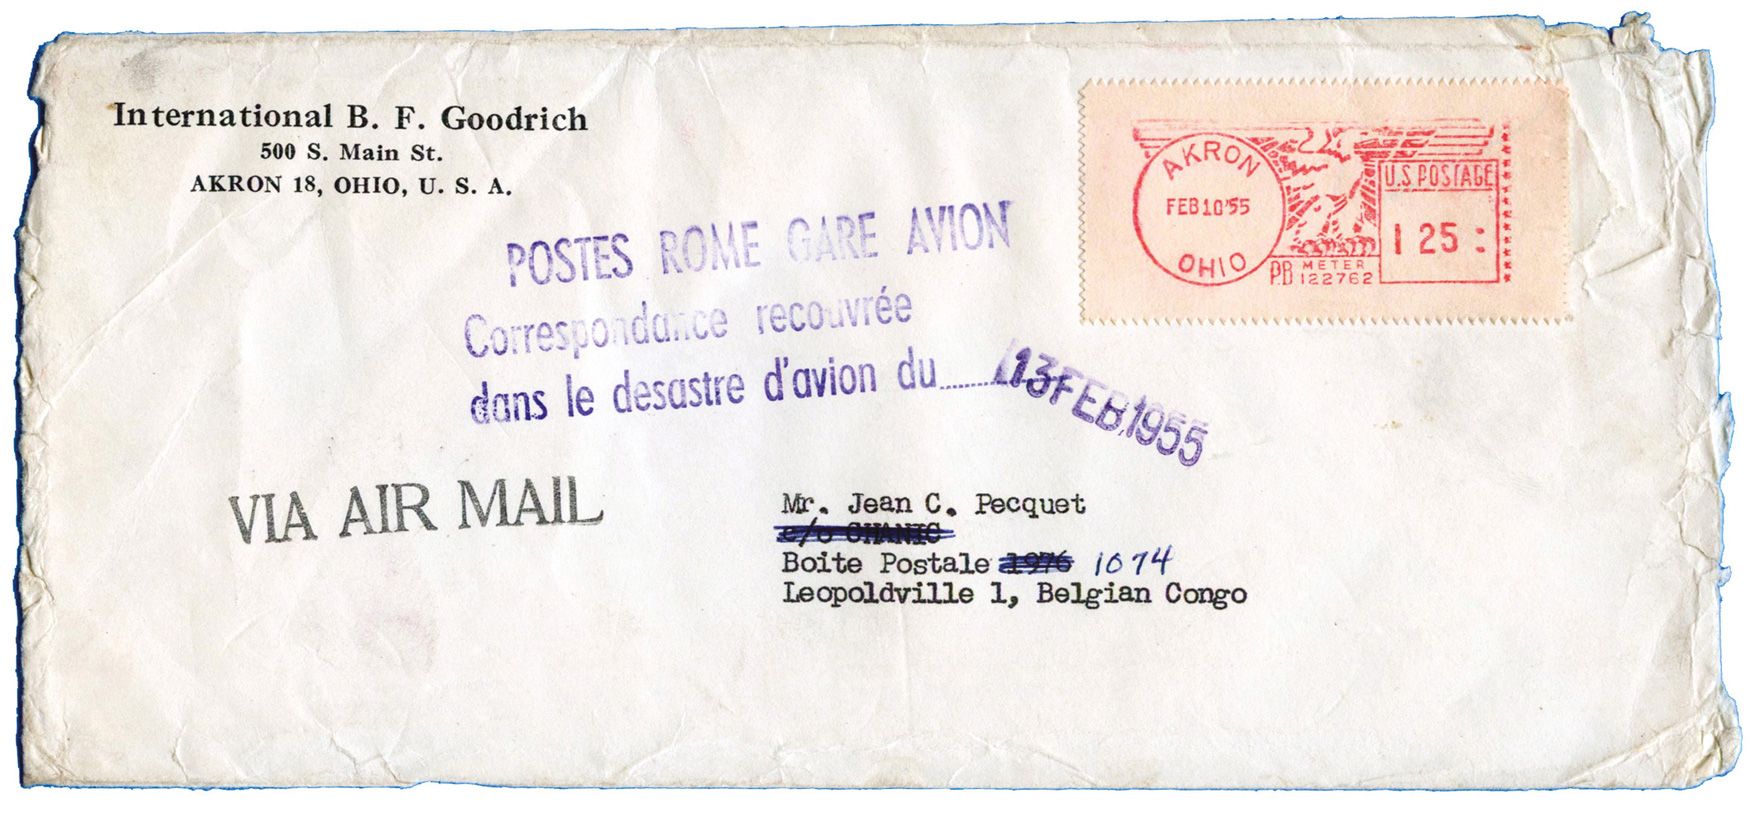 International B. F. Goodrich
500 S. Main St.
AKRON 18, OHIO, U. S. A.
AKRON
FEB 10 '55
OHIO
U.S. POSTAGE
1 25 :
P.B. METER
122762
POSTES ROME GARE AVION
Correspondance recouvrée
dans le desastre d'avion du........ 13 FEB. 1955
VIA AIR MAIL
Mr. Jean C. Pecquet
c/o CHANIC
Boite Postale 1976 1074
Leopoldville 1, Belgian Congo